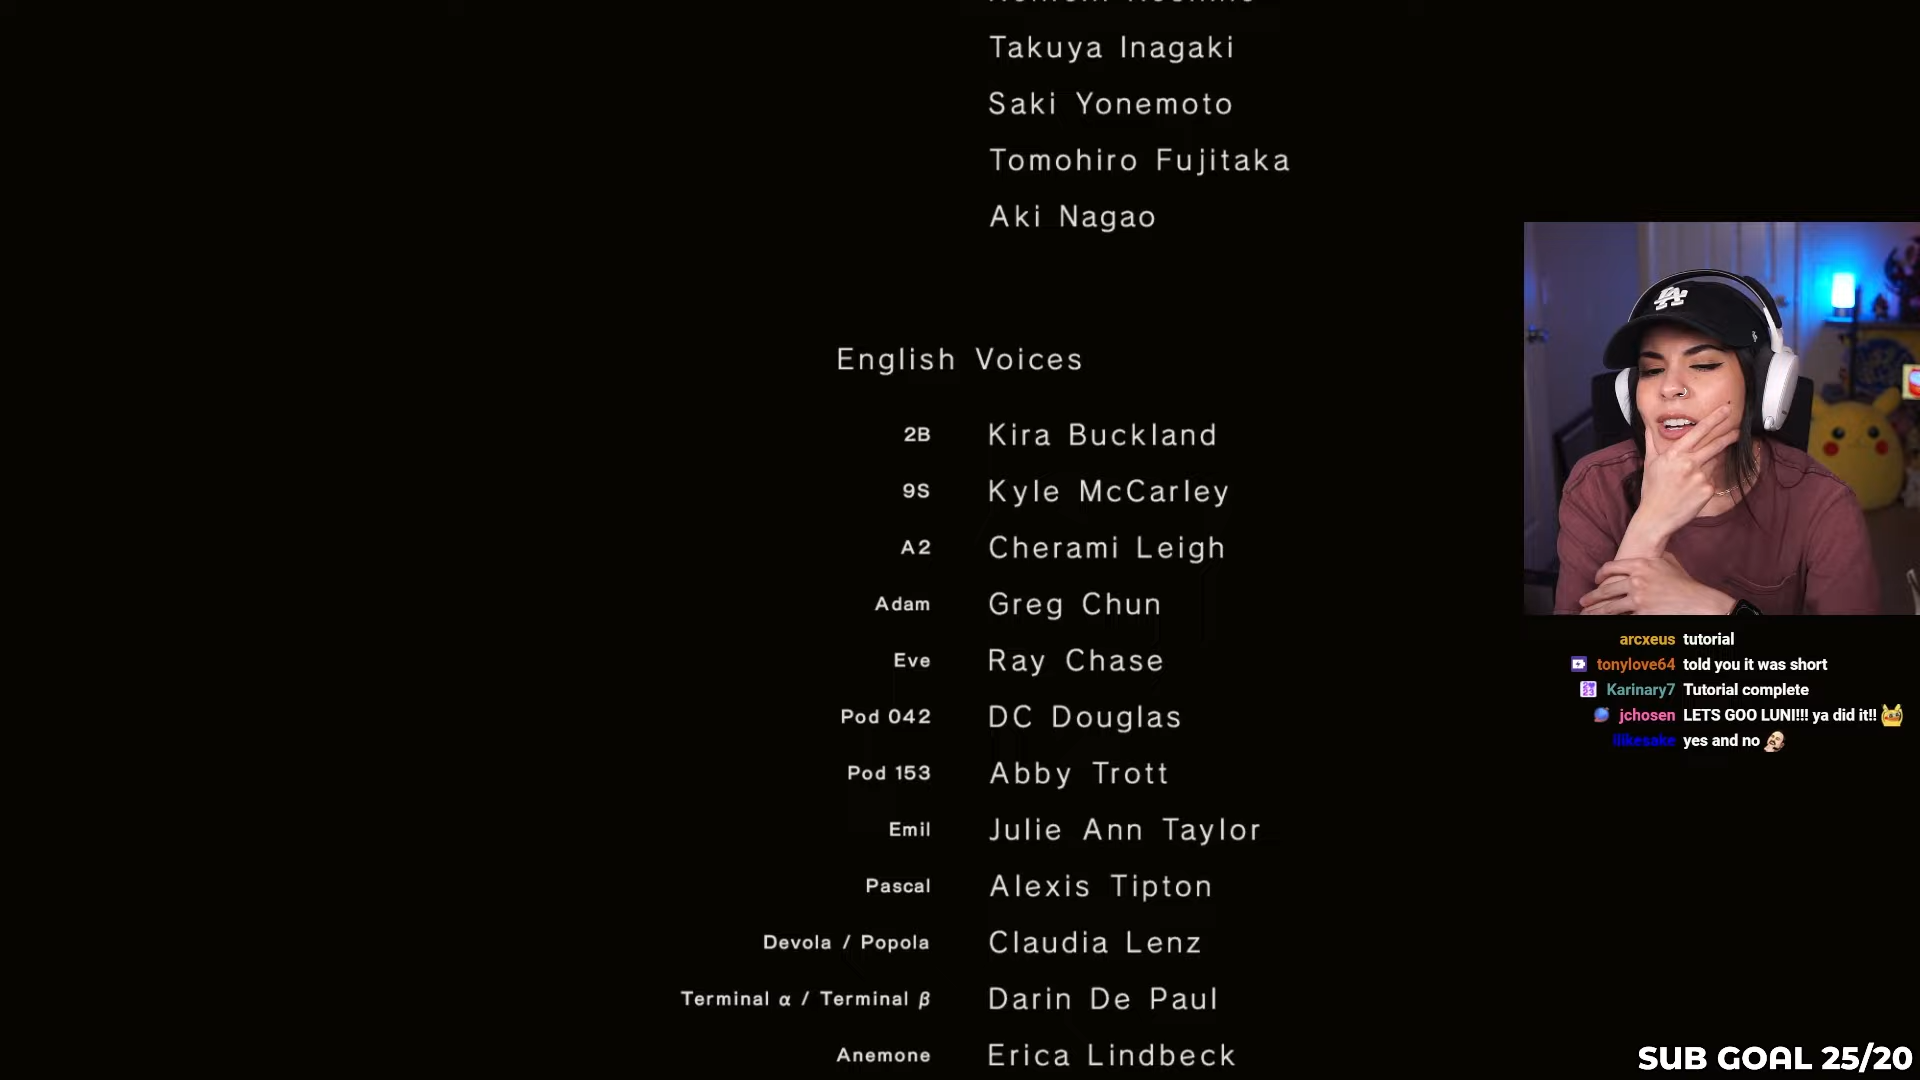 Takuya Inagaki
Saki Yonemoto
Tomohiro Fujitaka
Aki Nagao
English Voices
2B Kira Buckland
9S Kyle McCarley
A2 Cherami Leigh
Adam Greg Chun
Eve Ray Chase
Pod 042 DC Douglas
Pod 153 Abby Trott
Emil Julie Ann Taylor
Pascal Alexis Tipton
Devola / Popola Claudia Lenz
Terminal α / Terminal β Darin De Paul
Anemone Erica Lindbeck
LA
arcxeus tutorial
tonylove64 told you it was short
Karinary7 Tutorial complete
jchosen LETS GOO LUNI!!! ya did it!!
yes and no
SUB GOAL 25/20